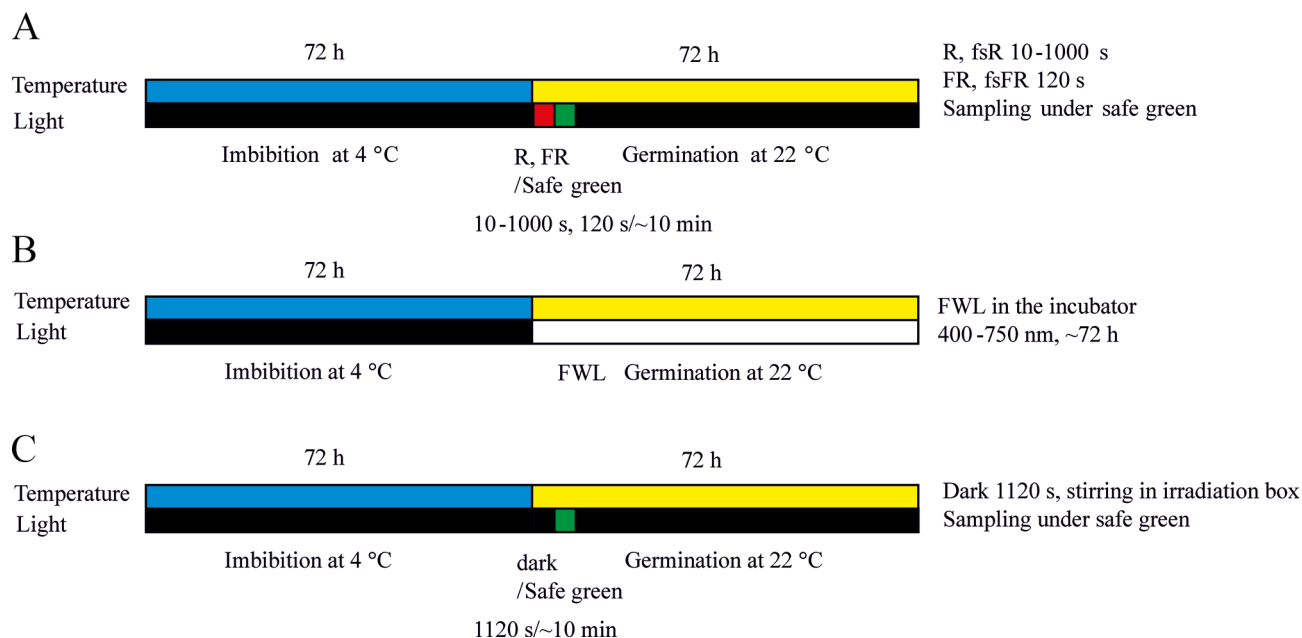 A
72 h
72 h
R, fsR 10-1000 s
Temperature
FR, fsFR 120 s
Light
Sampling under safe green
Imbibition at 4 °C
R, FR
Germination at 22 °C
/Safe green
10-1000 s, 120 s/~10 min
B
72 h
72 h
Temperature
FWL in the incubator
Light
400-750 nm, ~72 h
Imbibition at 4 °C
FWL
Germination at 22 °C
C
72 h
72 h
Temperature
Dark 1120 s, stirring in irradiation box
Light
Sampling under safe green
Imbibition at 4 °C
dark
Germination at 22 °C
/Safe green
1120 s/~10 min